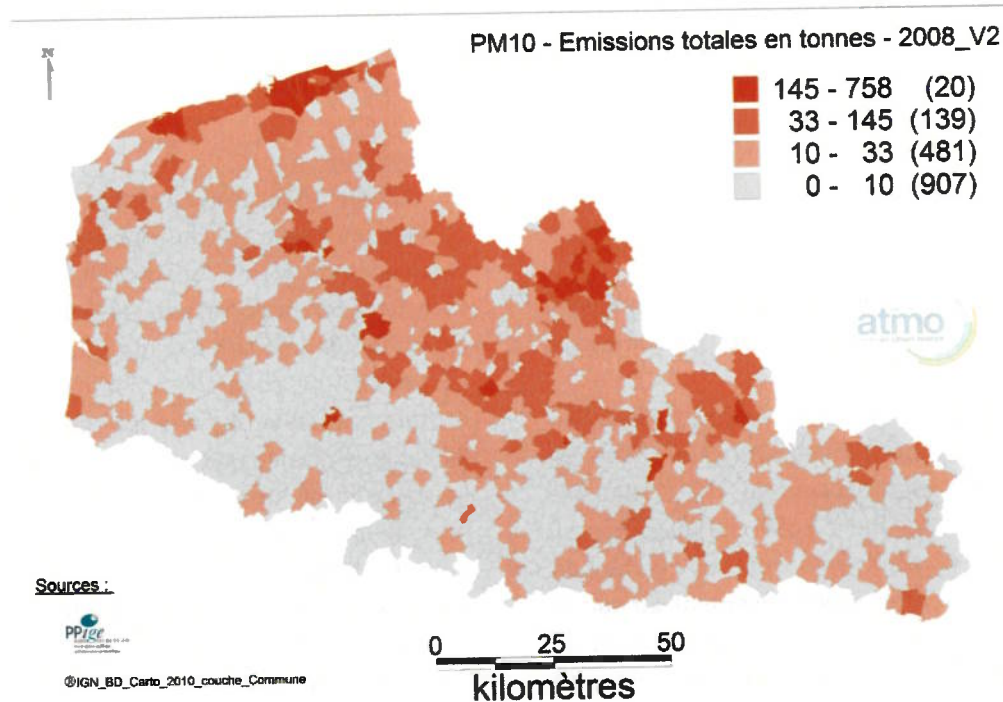 PM10 - Emissions totales en tonnes - 2008_V2
N
145 - 758 (20)
33 - 145 (139)
10 - 33 (481)
0 - 10 (907)
atmo
Sources :
PPige
©IGN_BD_Carto_2010_couche_Commune
0 25 50
kilomètres